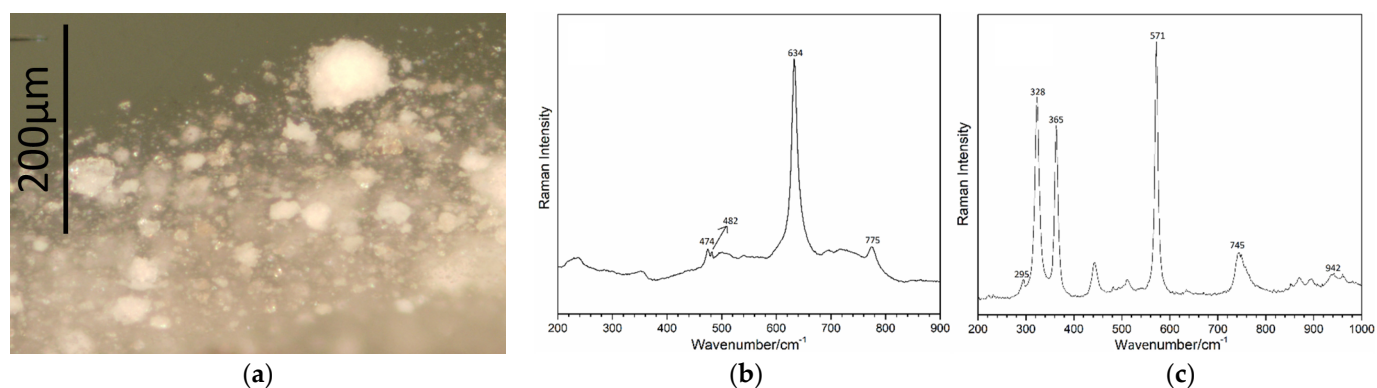 200µm
(a)
634
474
482
775
Raman Intensity
200 300 400 500 600 700 800 900
Wavenumber/cm-1
(b)
571
328
365
295
745
942
Raman Intensity
200 300 400 500 600 700 800 900 1000
Wavenumber/cm-1
(c)